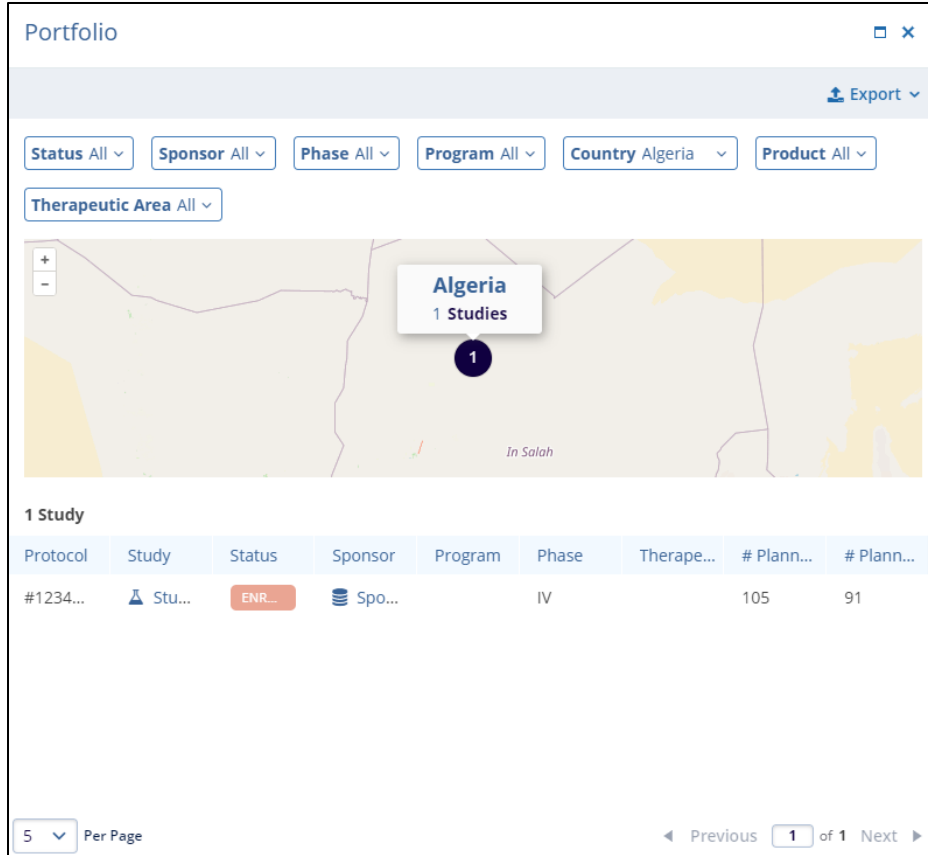 Portfolio
Export
Status All
Sponsor All
Phase All
Program All
Country Algeria
Product All
Therapeutic Area All
+
−
Algeria
1 Studies
1
In Salah
1 Study
Protocol Study Status Sponsor Program Phase Therape... # Plann... # Plann...
#1234... Stu... ENR... Spo... IV 105 91
5 Per Page
Previous 1 of 1 Next